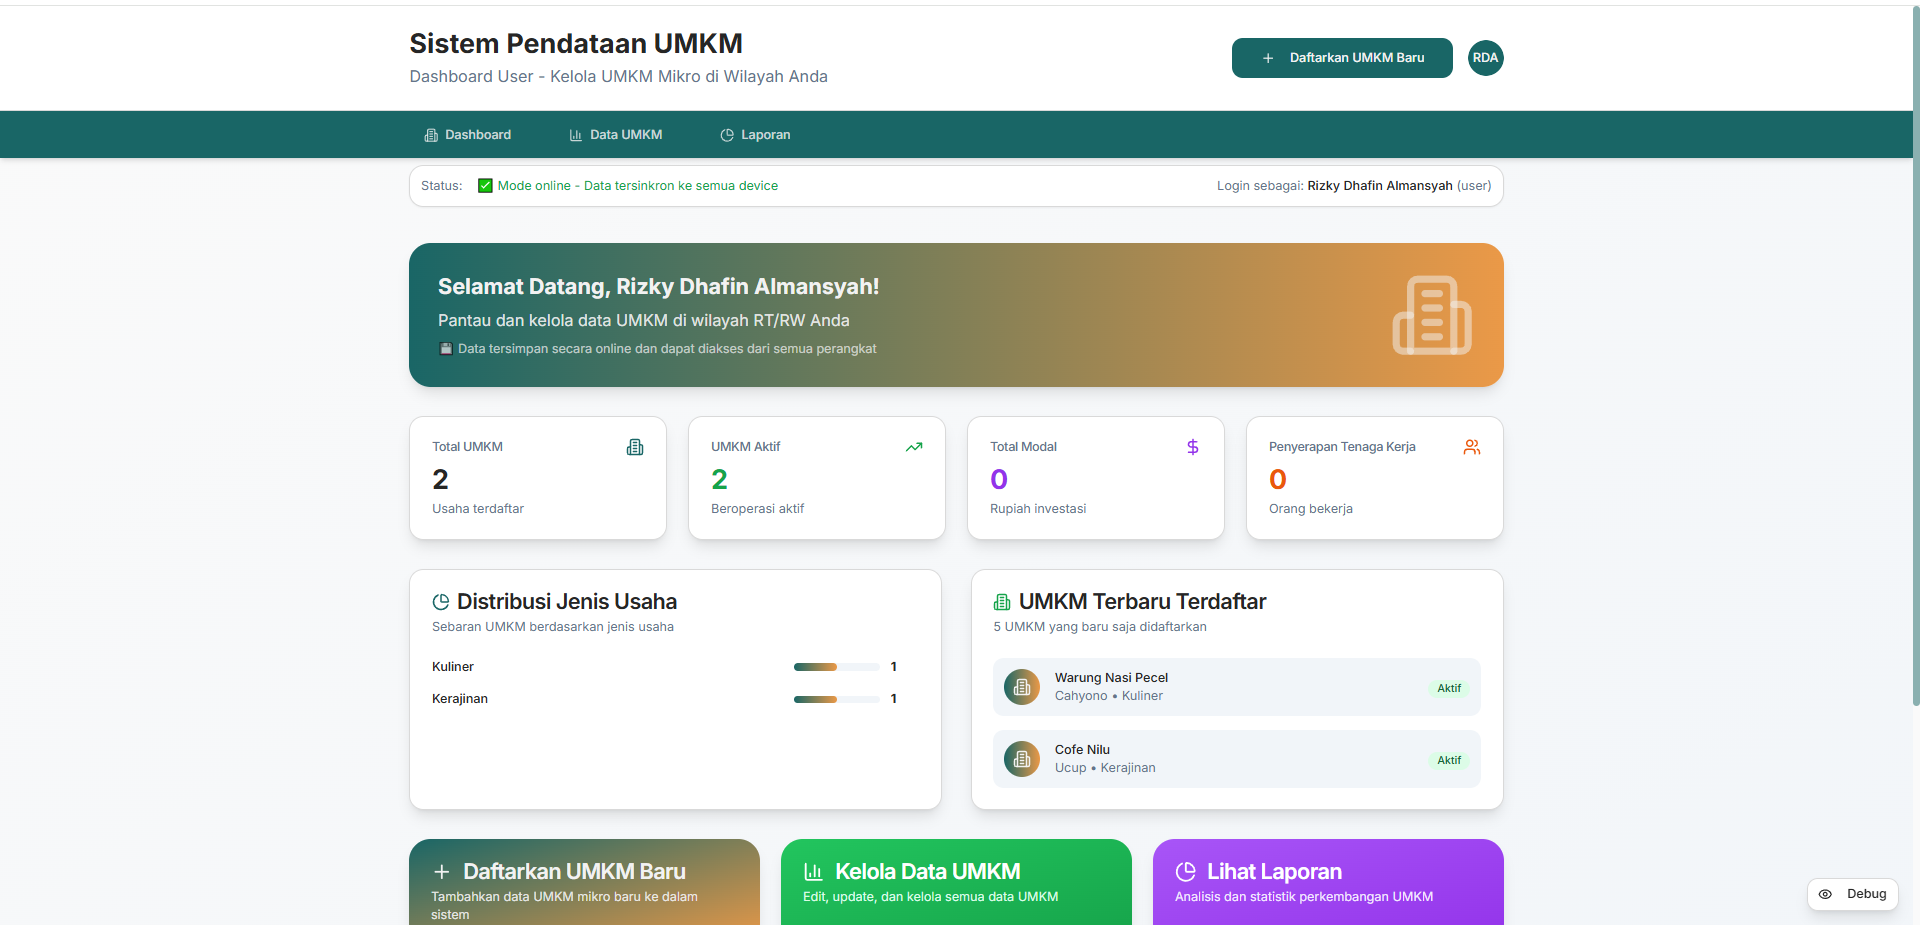 Sistem Pendataan UMKM
Dashboard User - Kelola UMKM Mikro di Wilayah Anda
Daftarkan UMKM Baru
RDA
Dashboard
Data UMKM
Laporan
Status: ✅ Mode online - Data tersinkron ke semua device
Login sebagai: Rizky Dhafin Almansyah (user)
Selamat Datang, Rizky Dhafin Almansyah!
Pantau dan kelola data UMKM di wilayah RT/RW Anda
💾 Data tersimpan secara online dan dapat diakses dari semua perangkat
Total UMKM
2
Usaha terdaftar
UMKM Aktif
2
Beroperasi aktif
Total Modal
$
0
Rupiah investasi
Penyerapan Tenaga Kerja
0
Orang bekerja
Distribusi Jenis Usaha
Sebaran UMKM berdasarkan jenis usaha
Kuliner 1
Kerajinan 1
UMKM Terbaru Terdaftar
5 UMKM yang baru saja didaftarkan
Warung Nasi Pecel
Cahyono • Kuliner
Aktif
Cofe Nilu
Ucup • Kerajinan
Aktif
Daftarkan UMKM Baru
Tambahkan data UMKM mikro baru ke dalam
sistem
Kelola Data UMKM
Edit, update, dan kelola semua data UMKM
Lihat Laporan
Analisis dan statistik perkembangan UMKM
Debug